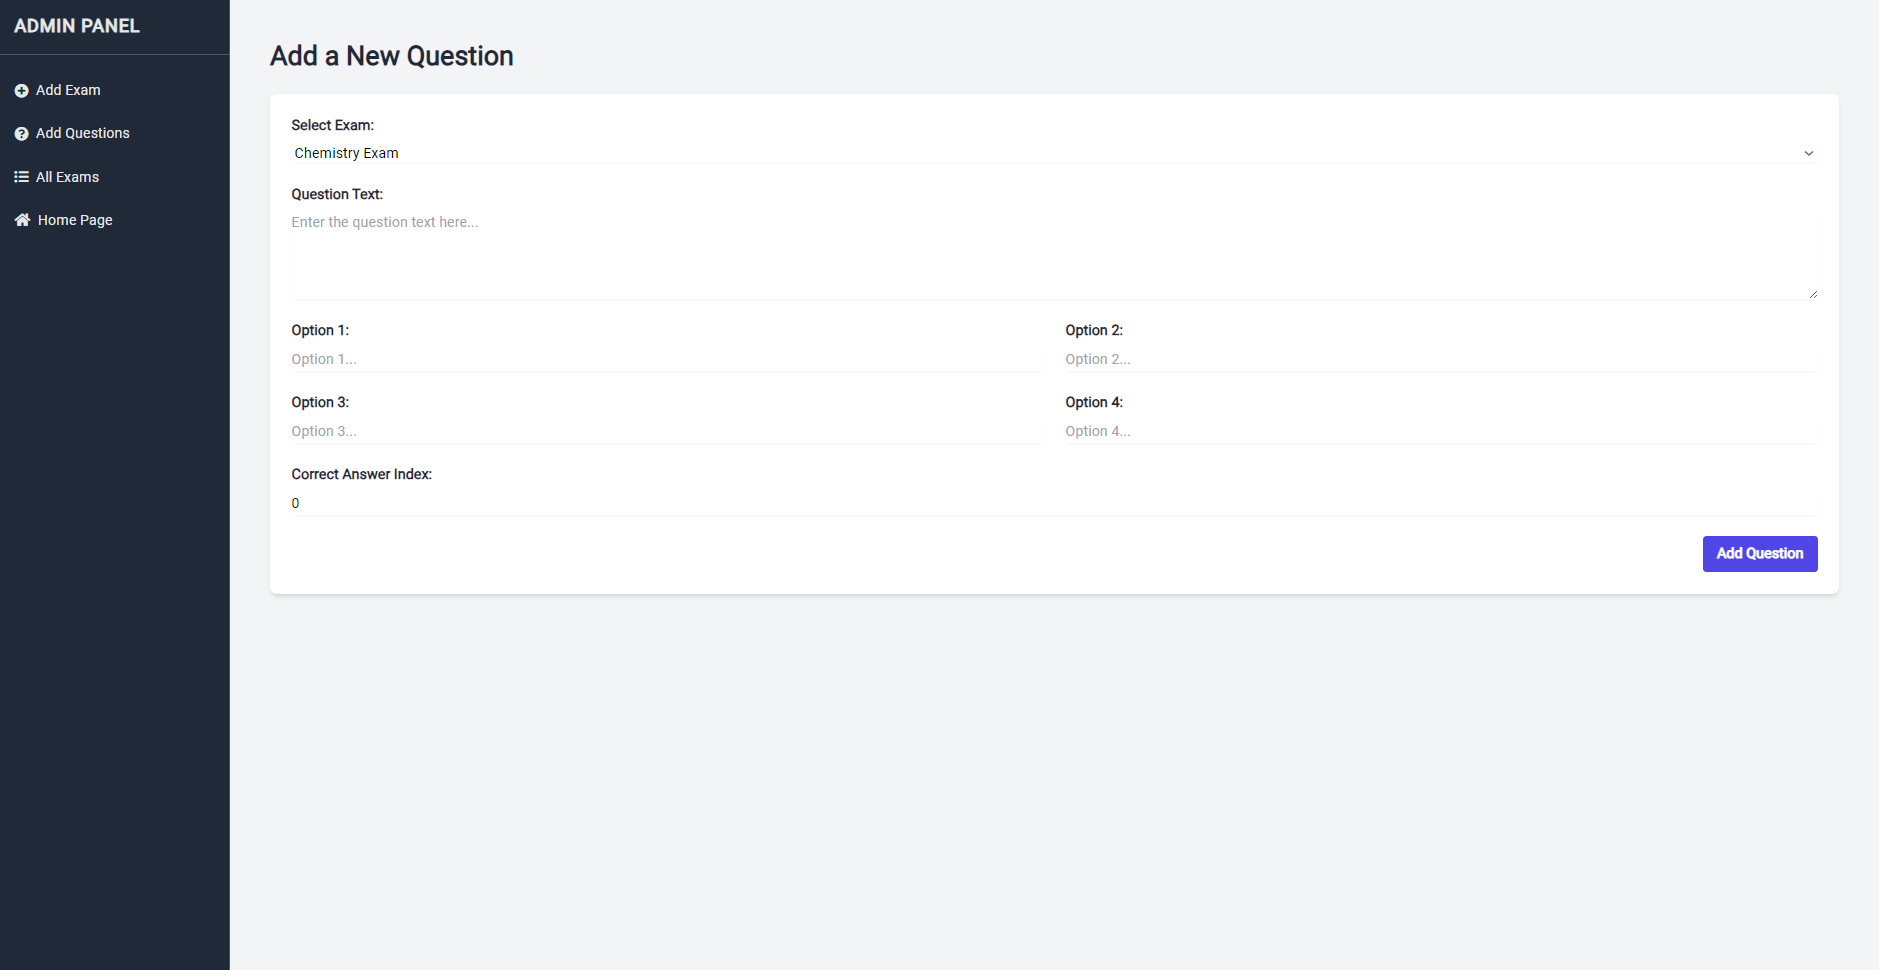 ADMIN PANEL
Add Exam
Add Questions
All Exams
Home Page
Add a New Question
Select Exam:
Chemistry Exam
Question Text:
Enter the question text here...
Option 1:
Option 2:
Option 1...
Option 2...
Option 3:
Option 4:
Option 3...
Option 4...
Correct Answer Index:
0
Add Question